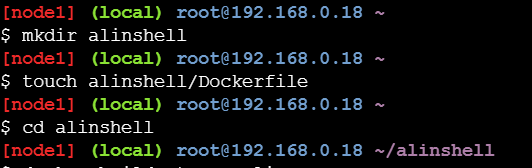 [node1] (local) root@192.168.0.18 ~
$ mkdir alinshell
[node1] (local) root@192.168.0.18 ~
$ touch alinshell/Dockerfile
[node1] (local) root@192.168.0.18 ~
$ cd alinshell
[node1] (local) root@192.168.0.18 ~/alinshell